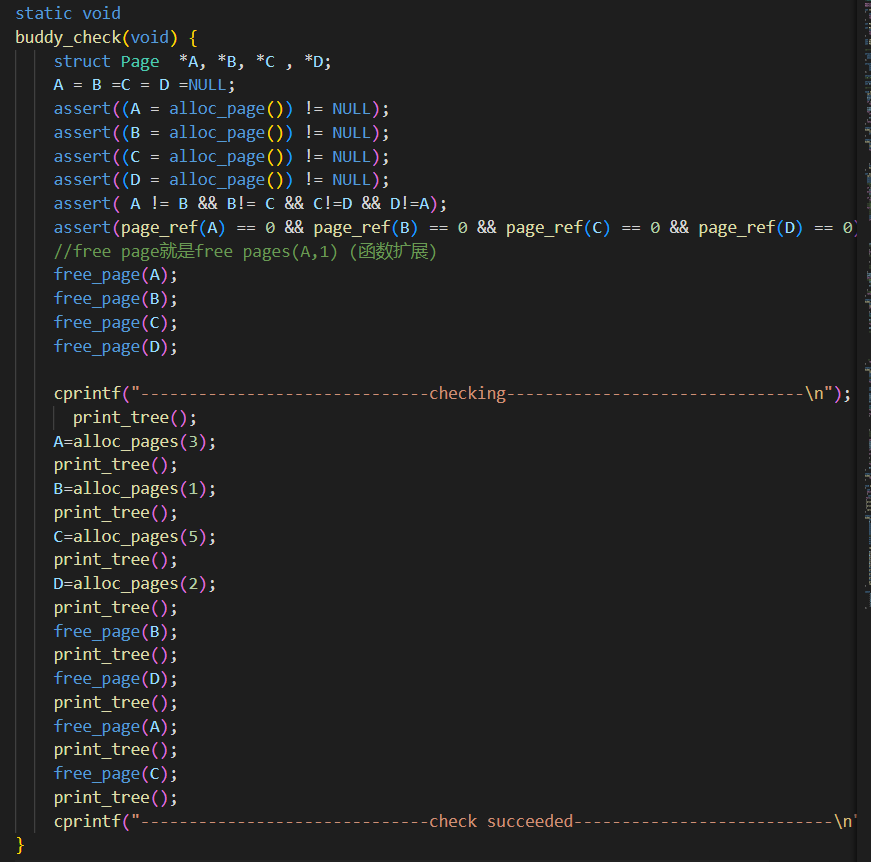 static void
buddy_check(void) {
struct Page  *A, *B, *C , *D;
A = B =C = D =NULL;
assert((A = alloc_page()) != NULL);
assert((B = alloc_page()) != NULL);
assert((C = alloc_page()) != NULL);
assert((D = alloc_page()) != NULL);
assert( A != B && B!= C && C!=D && D!=A);
assert(page_ref(A) == 0 && page_ref(B) == 0 && page_ref(C) == 0 && page_ref(D) == 0)
//free page就是free pages(A,1) (函数扩展)
free_page(A);
free_page(B);
free_page(C);
free_page(D);
cprintf("------------------------------checking-------------------------------\n");
print_tree();
A=alloc_pages(3);
print_tree();
B=alloc_pages(1);
print_tree();
C=alloc_pages(5);
print_tree();
D=alloc_pages(2);
print_tree();
free_page(B);
print_tree();
free_page(D);
print_tree();
free_page(A);
print_tree();
free_page(C);
print_tree();
cprintf("------------------------------check succeeded---------------------------\n"
}